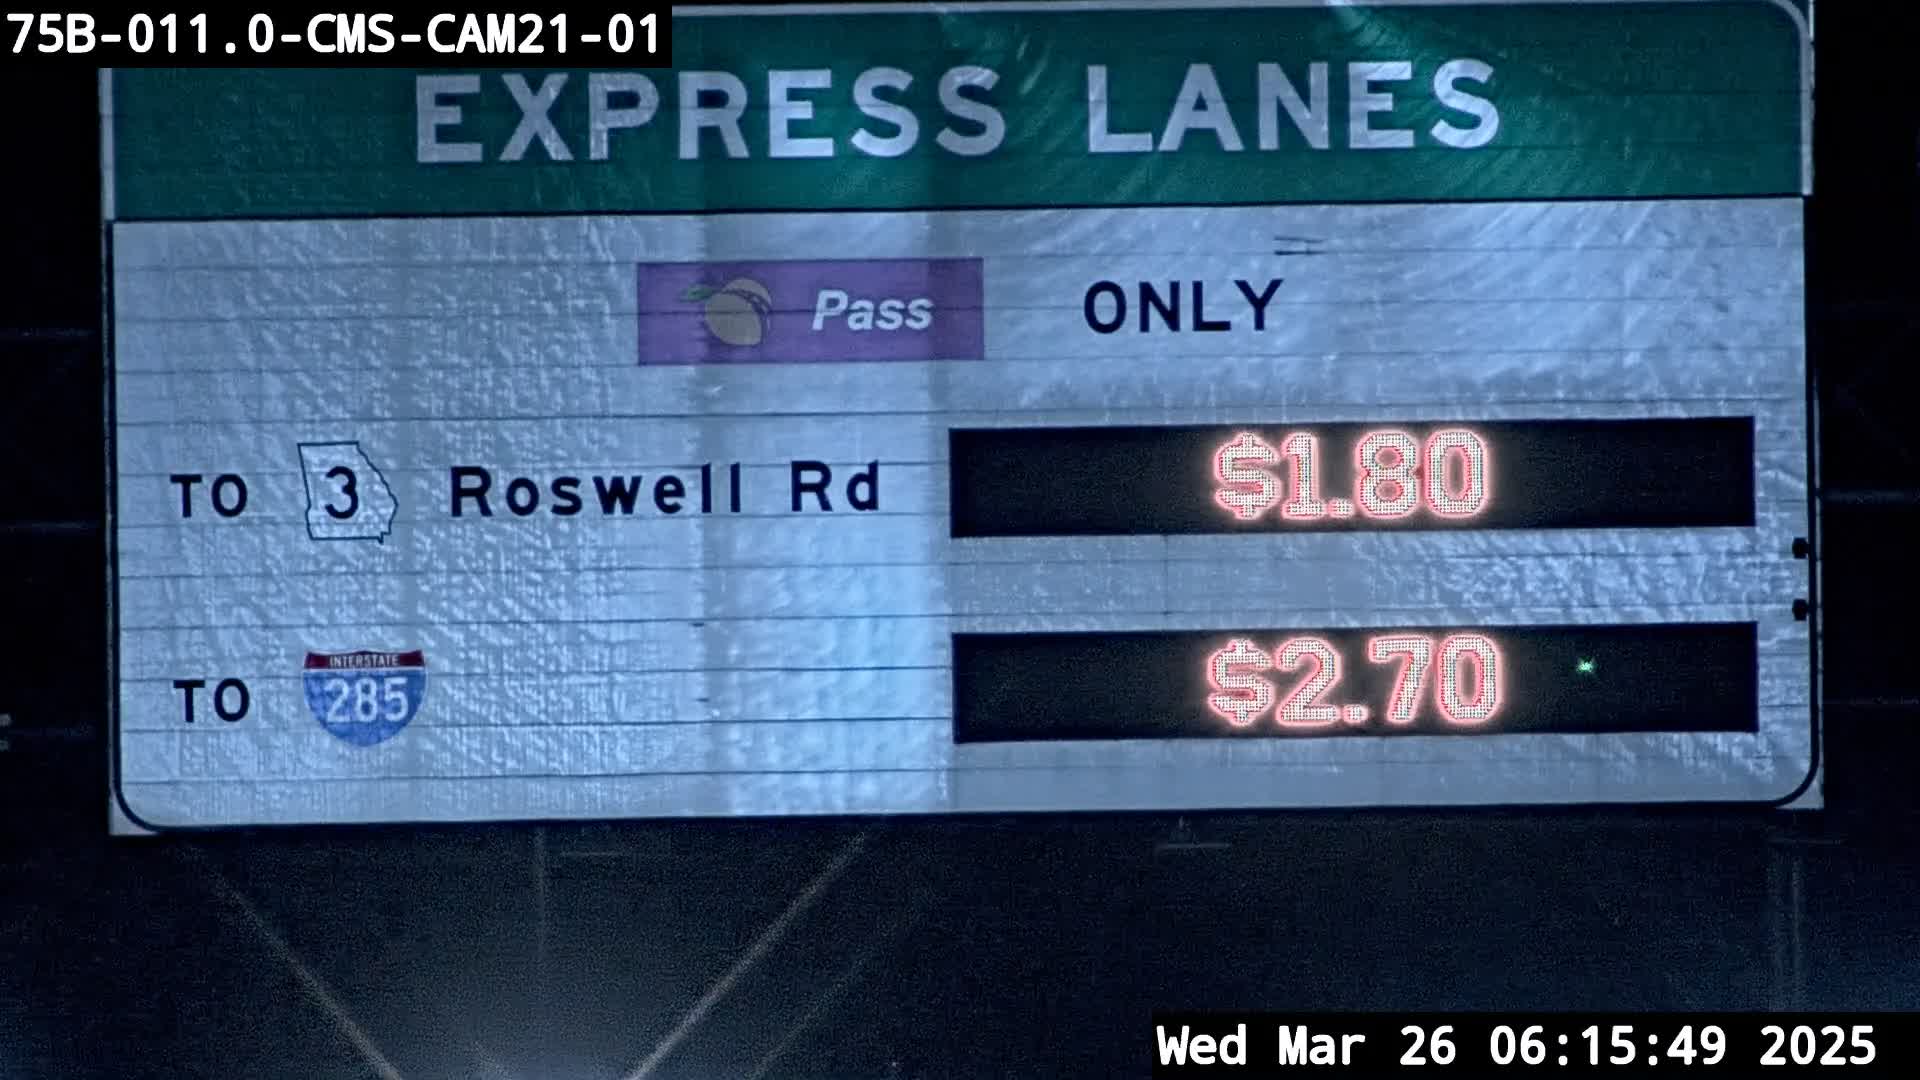 75B-011.0-CMS-CAM21-01
EXPRESS LANES
Pass ONLY
TO 3 Roswell Rd $1.80
TO INTERSTATE 285 $2.70
Wed Mar 26 06:15:49 2025